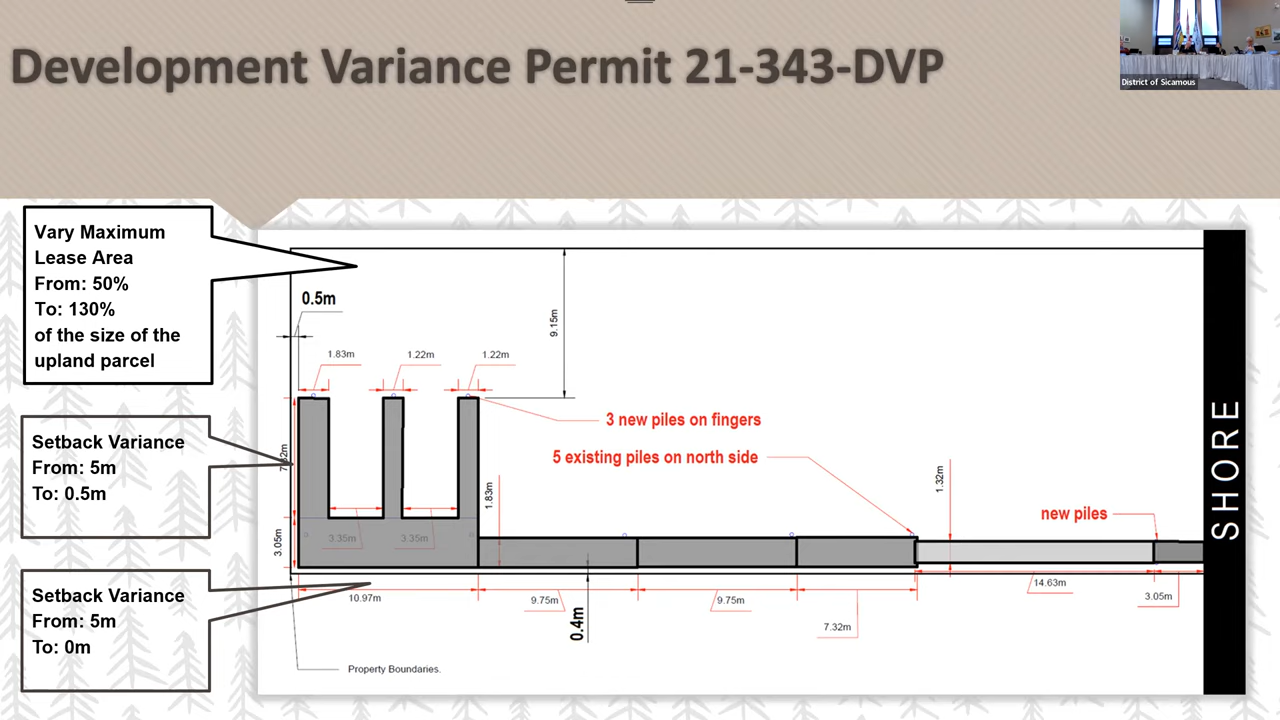 Development Variance Permit 21-343-DVP
District of Sicamous
Vary Maximum
Lease Area
From: 50%
To: 130%
of the size of the
upland parcel
Setback Variance
From: 5m
To: 0.5m
Setback Variance
From: 5m
To: 0m
0.5m
9.15m
1.83m
1.22m
1.22m
3 new piles on fingers
5 existing piles on north side
new piles
1.83m
1.32m
3.05m
3.35m
3.35m
10.97m
9.75m
0.4m
9.75m
7.32m
14.63m
3.05m
Property Boundaries.
SHORE